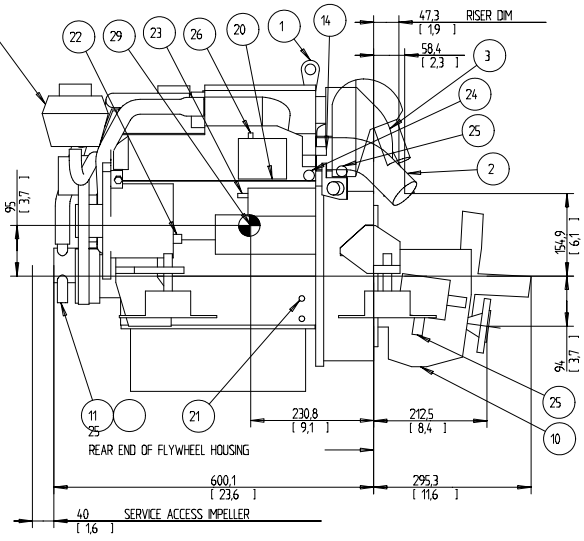 47,3 RISER DIM
[ 1,9 ]
58,4
[ 2,3 ]
22
29
23
26
20
1
14
3
24
25
2
95
[ 3,7 ]
154,9
[ 6,1 ]
94
[ 3,7 ]
11
25
21
230,8
[ 9,1 ]
212,5
[ 8,4 ]
25
10
REAR END OF FLYWHEEL HOUSING
600,1
[ 23,6 ]
295,3
[ 11,6 ]
40 SERVICE ACCESS IMPELLER
[ 1,6 ]